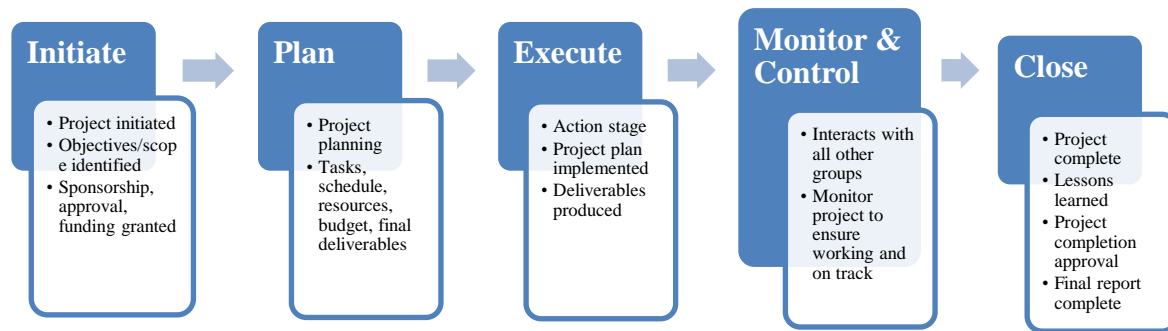 Initiate
• Project initiated
• Objectives/scop
e identified
• Sponsorship,
approval,
funding granted
Plan
• Project
planning
• Tasks,
schedule,
resources,
budget, final
deliverables
Execute
• Action stage
• Project plan
implemented
• Deliverables
produced
Monitor &
Control
• Interacts with
all other
groups
• Monitor
project to
ensure
working and
on track
Close
• Project
complete
• Lessons
learned
• Project
completion
approval
• Final report
complete